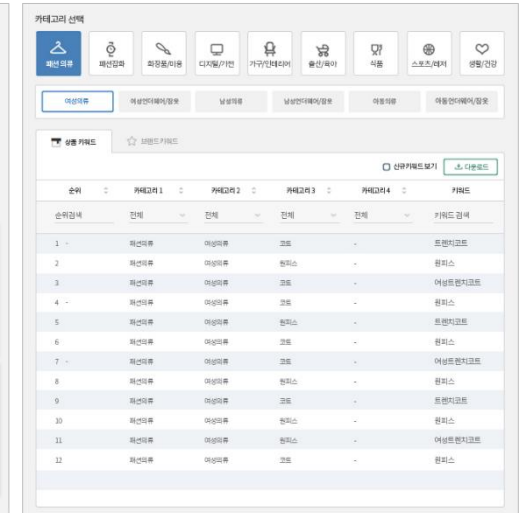 카테고리 선택
패션의류 패션잡화 화장품/미용 디지털/가전 가구/인테리어 출산/육아 식품 스포츠/레저 생활/건강
여성의류 여성언더웨어/잠옷 남성의류 남성언더웨어/잠옷 아동의류 아동언더웨어/잠옷
상품 키워드 브랜드키워드
신규키워드 보기 다운로드
순위 카테고리 1 카테고리 2 카테고리 3 카테고리 4 키워드
순위검색 전체 전체 전체 전체 키워드 검색
1 - 패션의류 여성의류 코트 - 트렌치코트
2 패션의류 여성의류 원피스 - 원피스
3 패션의류 여성의류 코트 - 여성트렌치코트
4 - 패션의류 여성의류 코트 - 원피스
5 패션의류 여성의류 원피스 - 트렌치코트
6 패션의류 여성의류 코트 - 원피스
7 - 패션의류 여성의류 코트 - 여성트렌치코트
8 패션의류 여성의류 원피스 - 원피스
9 패션의류 여성의류 코트 - 트렌치코트
10 패션의류 여성의류 원피스 - 원피스
11 패션의류 여성의류 원피스 - 여성트렌치코트
12 패션의류 여성의류 코트 - 원피스